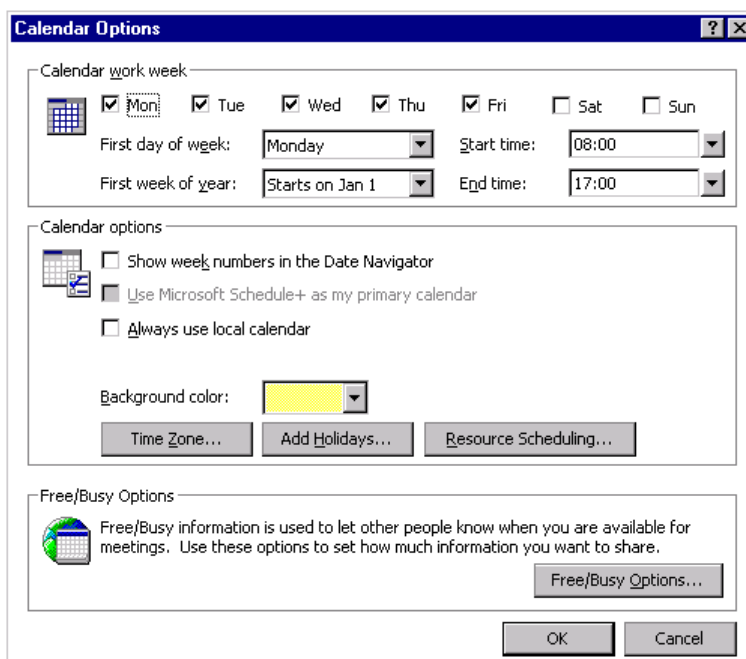 Calendar Options
Calendar work week
Mon Tue Wed Thu Fri Sat Sun
First day of week: Monday Start time: 08:00
First week of year: Starts on Jan 1 End time: 17:00
Calendar options
Show week numbers in the Date Navigator
Use Microsoft Schedule+ as my primary calendar
Always use local calendar
Background color:
Time Zone... Add Holidays... Resource Scheduling...
Free/Busy Options
Free/Busy information is used to let other people know when you are available for
meetings. Use these options to set how much information you want to share.
Free/Busy Options...
OK Cancel